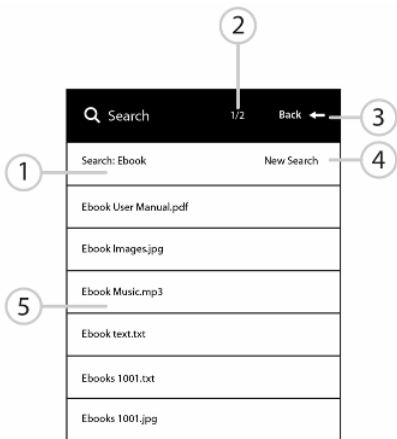 2
Search 1/2 Back 3
Search: Ebook New Search 4
1
Ebook User Manual.pdf
Ebook Images.jpg
Ebook Music.mp3
5
Ebook text.txt
Ebooks 1001.txt
Ebooks 1001.jpg